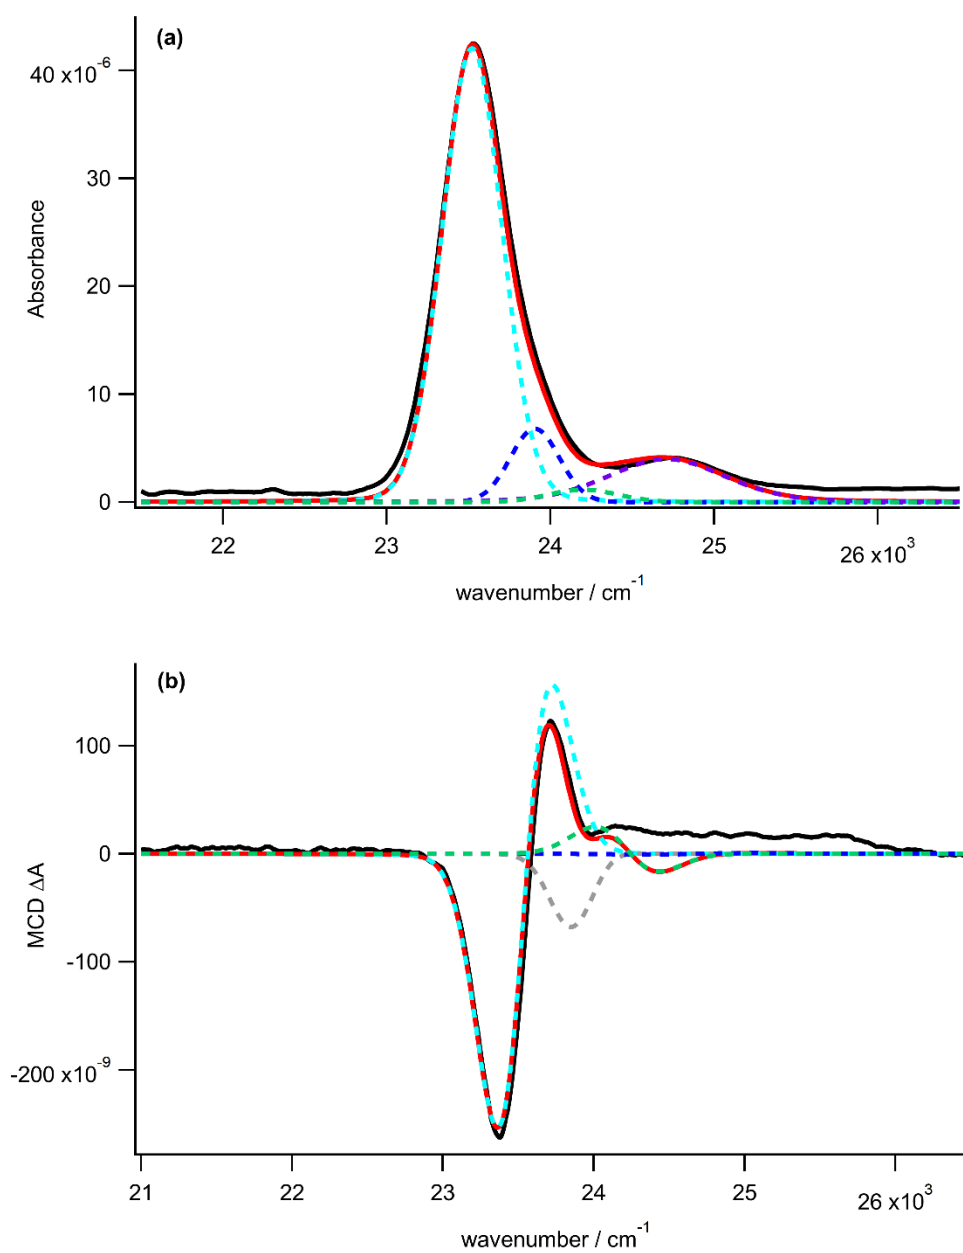 (a)
40 x10⁻⁶
30
20
10
0
Absorbance
22
23
24
25
26 x10³
wavenumber / cm⁻¹
(b)
100
0
-100
-200 x10⁻⁹
MCD ΔA
21
22
23
24
25
26 x10³
wavenumber / cm⁻¹